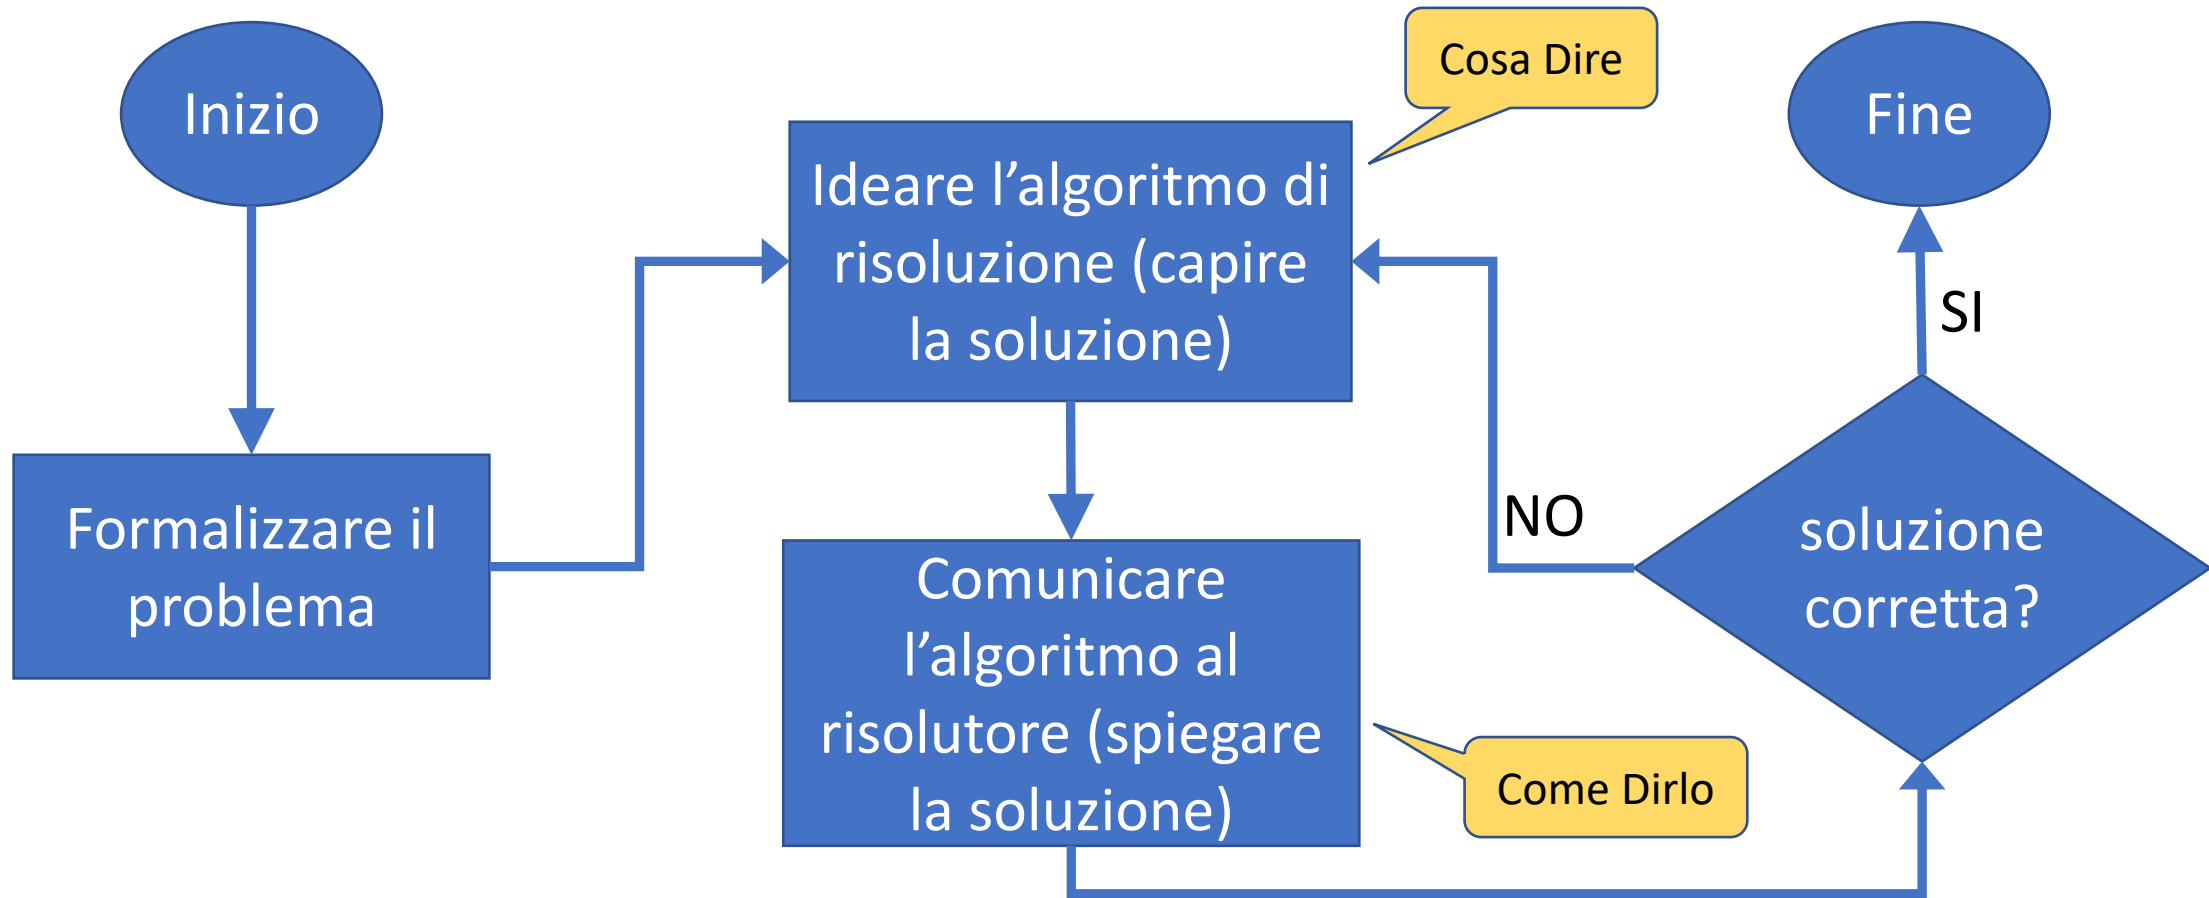 Inizio
Formalizzare il
problema
Cosa Dire
Ideare l’algoritmo di
risoluzione (capire
la soluzione)
Comunicare
l’algoritmo al
risolutore (spiegare
la soluzione)
Come Dirlo
soluzione
corretta?
NO
SI
Fine